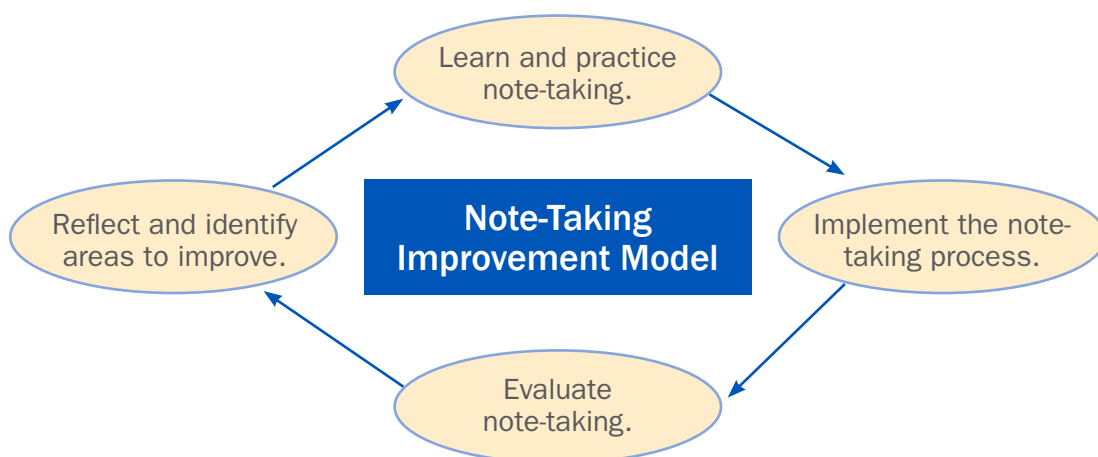 Learn and practice
note-taking.
Note-Taking
Improvement Model
Reflect and identify
areas to improve.
Implement the note-
taking process.
Evaluate
note-taking.